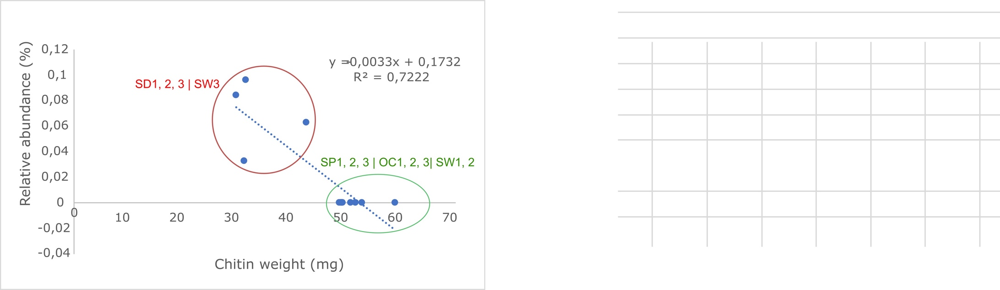 0,12
0,1
0,08
0,06
0,04
0,02
0
-0,02
-0,04
Relative abundance (%)
y =-0,0033x + 0,1732
R² = 0,7222
SD1, 2, 3 | SW3
SP1, 2, 3 | OC1, 2, 3| SW1, 2
0 10 20 30 40 50 60 70
Chitin weight (mg)